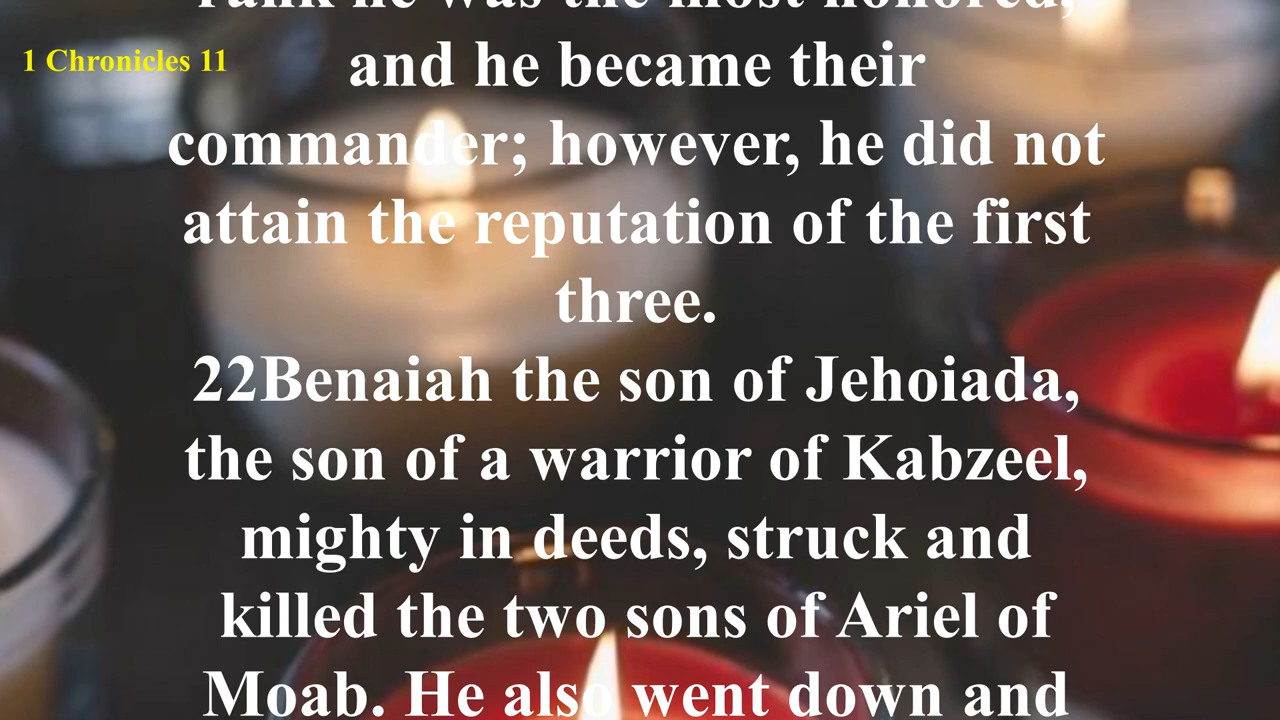 rank he was the most honored,
1 Chronicles 11
and he became their
commander; however, he did not
attain the reputation of the first
three.
22Benaiah the son of Jehoiada,
the son of a warrior of Kabzeel,
mighty in deeds, struck and
killed the two sons of Ariel of
Moab. He also went down and